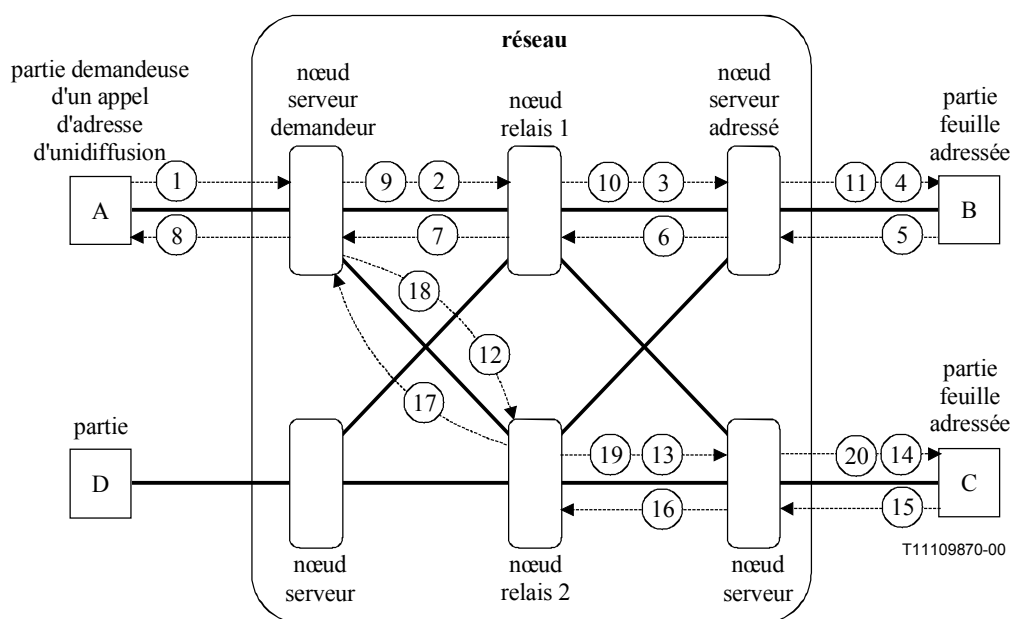 réseau
partie demandeuse
d'un appel
d'adresse
d'unidiffusion
nœud
serveur
demandeur
nœud
relais 1
nœud
serveur
adressé
partie
feuille
adressée
1
9
2
10
3
11
4
A
B
8
7
6
5
18
12
17
partie
feuille
adressée
partie
D
19
13
20
14
C
16
15
T11109870-00
nœud
serveur
nœud
relais 2
nœud
serveur